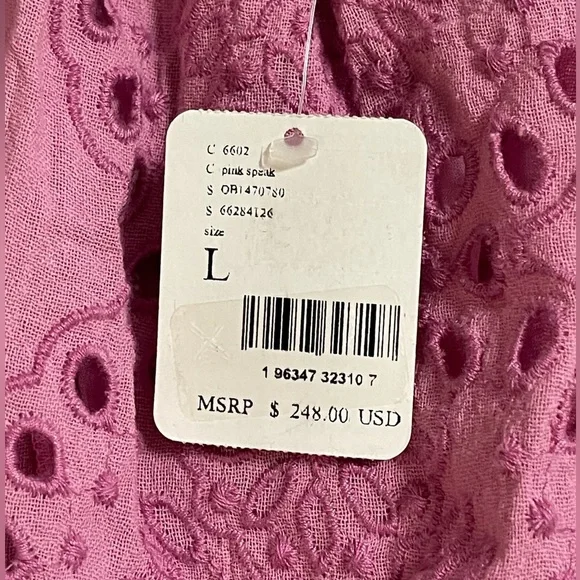 C 6602
C pink speak
S OB1470780
S 66284126
size
L
1 96347 32310 7
MSRP $ 248.00 USD